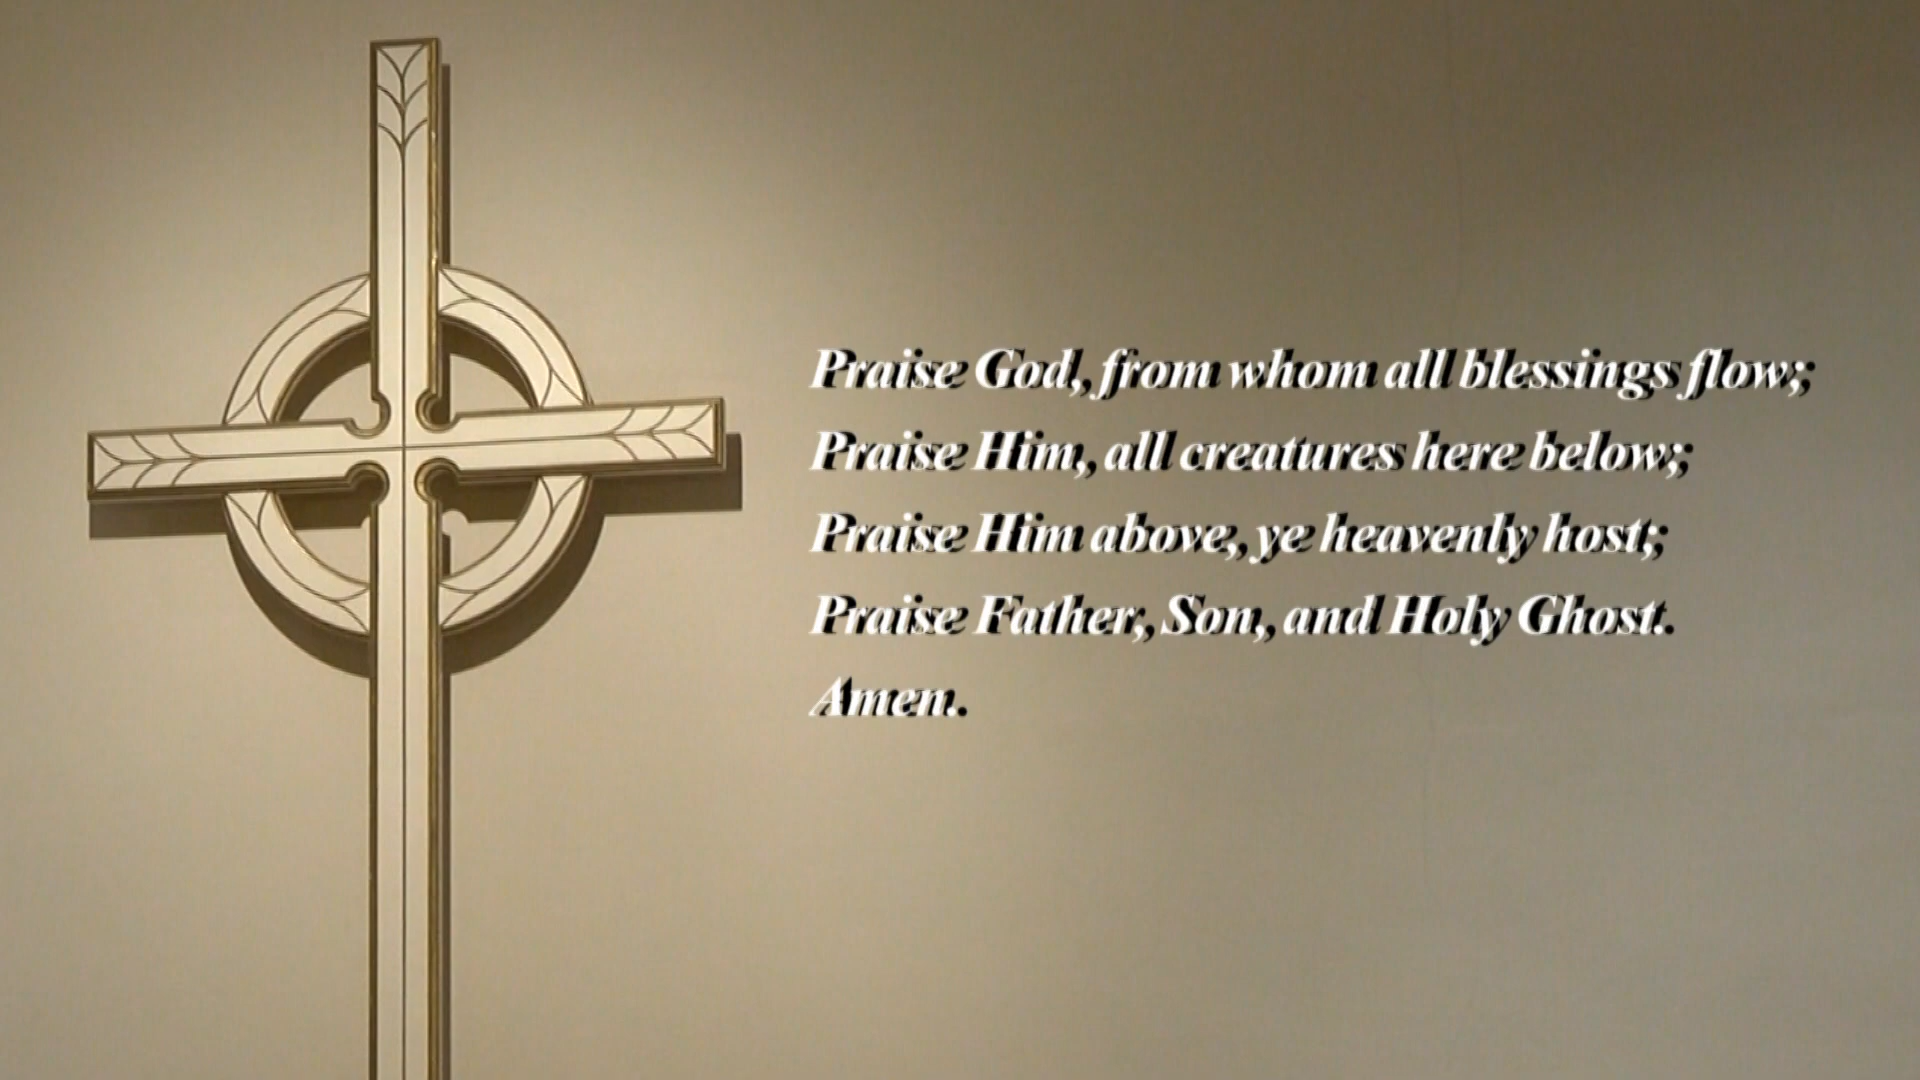 Praise God, from whom all blessings flow;
Praise Him, all creatures here below;
Praise Him above, ye heavenly host;
Praise Father, Son, and Holy Ghost.
Amen.